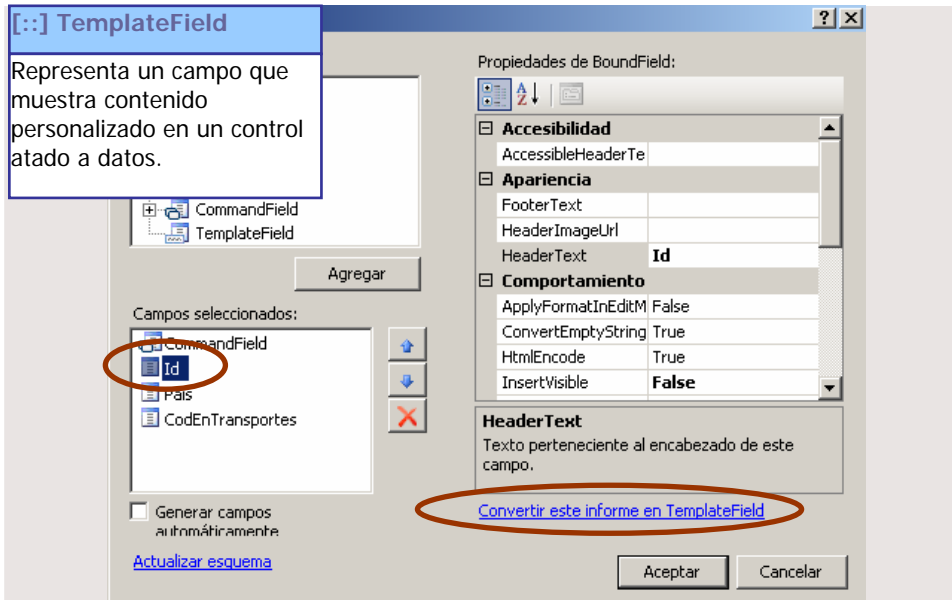 [::] TemplateField
Representa un campo que
muestra contenido
personalizado en un control
atado a datos.
CommandField
TemplateField
Agregar
Campos seleccionados:
CommandField
Id
País
CodEnTransportes
Generar campos
automáticamente
Actualizar esquema
Propiedades de BoundField:
Accesibilidad
AccessibleHeaderTe
Apariencia
FooterText
HeaderImageUrl
HeaderText Id
Comportamiento
ApplyFormatInEditM False
ConvertEmptyString True
HtmlEncode True
InsertVisible False
HeaderText
Texto perteneciente al encabezado de este
campo.
Convertir este informe en TemplateField
Aceptar Cancelar